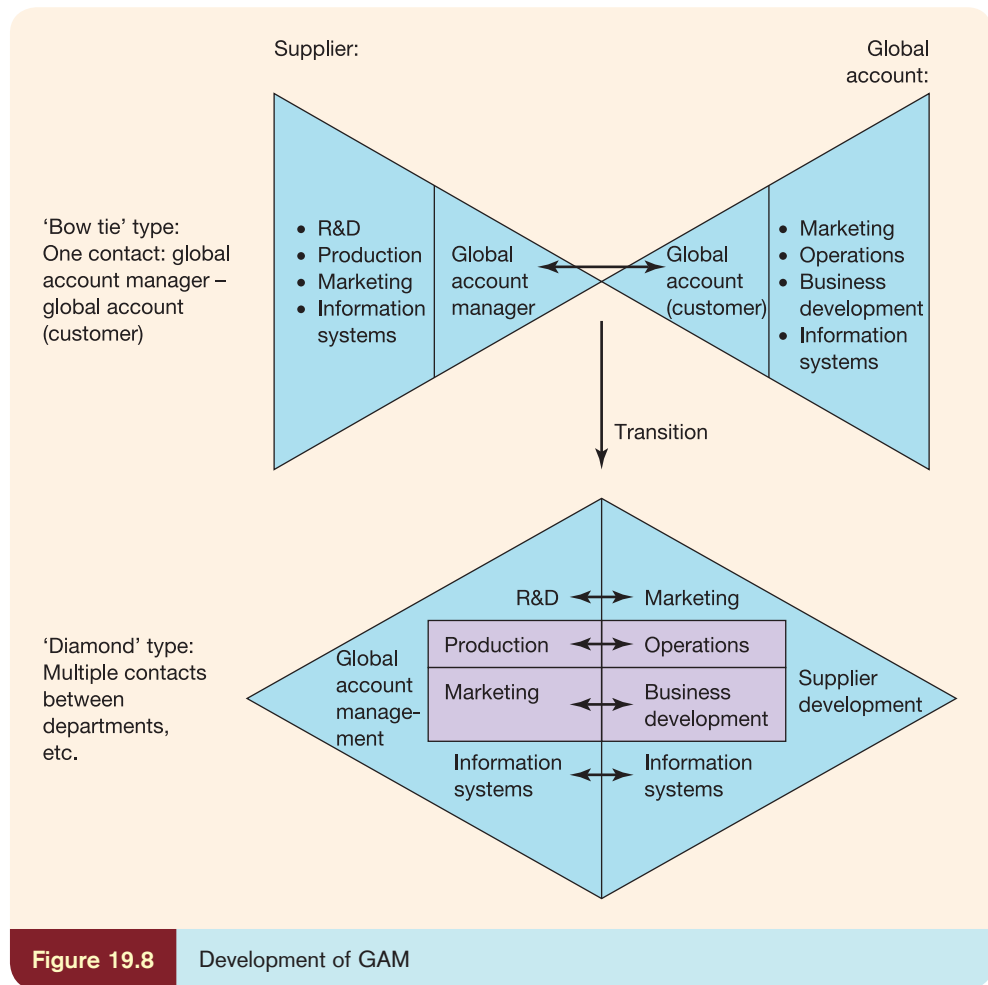 Supplier:
Global
account:
‘Bow tie’ type:
One contact: global
account manager –
global account
(customer)
• R&D
• Production
• Marketing
• Information
systems
Global
account
manager
Global
account
(customer)
• Marketing
• Operations
• Business
development
• Information
systems
Transition
‘Diamond’ type:
Multiple contacts
between
departments,
etc.
Global
account
manage-
ment
R&D
Marketing
Production
Operations
Marketing
Business
development
Information
systems
Information
systems
Supplier
development
Figure 19.8
Development of GAM